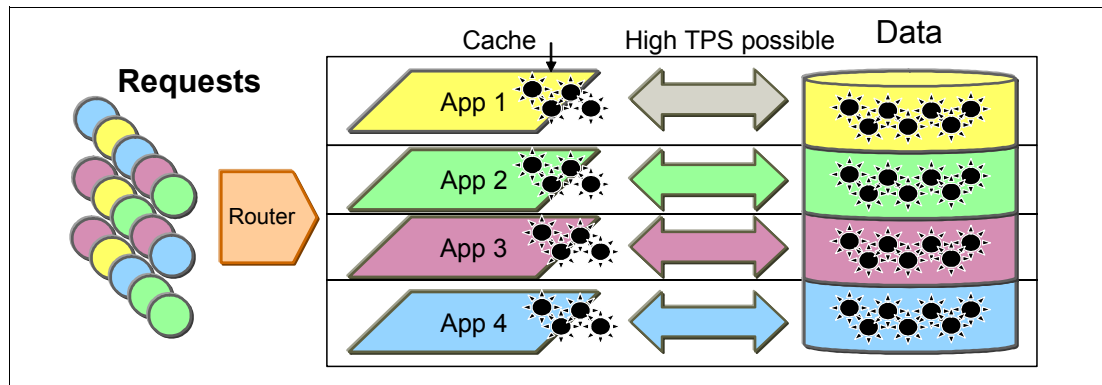 Cache
High TPS possible
Data
Requests
App 1
App 2
Router
App 3
App 4